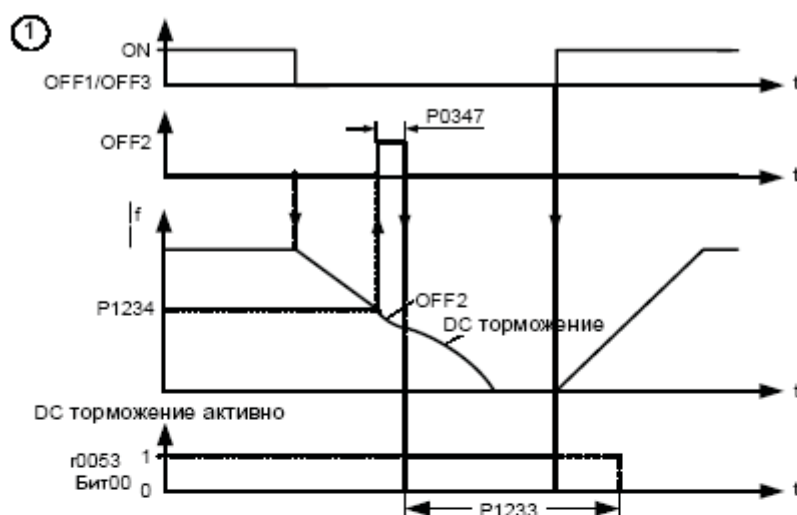 1
ON
OFF1/OFF3
t
P0347
OFF2
t
|f
P1234
OFF2
DC торможение
t
DC торможение активно
r0053
Бит00
1
0
t
P1233